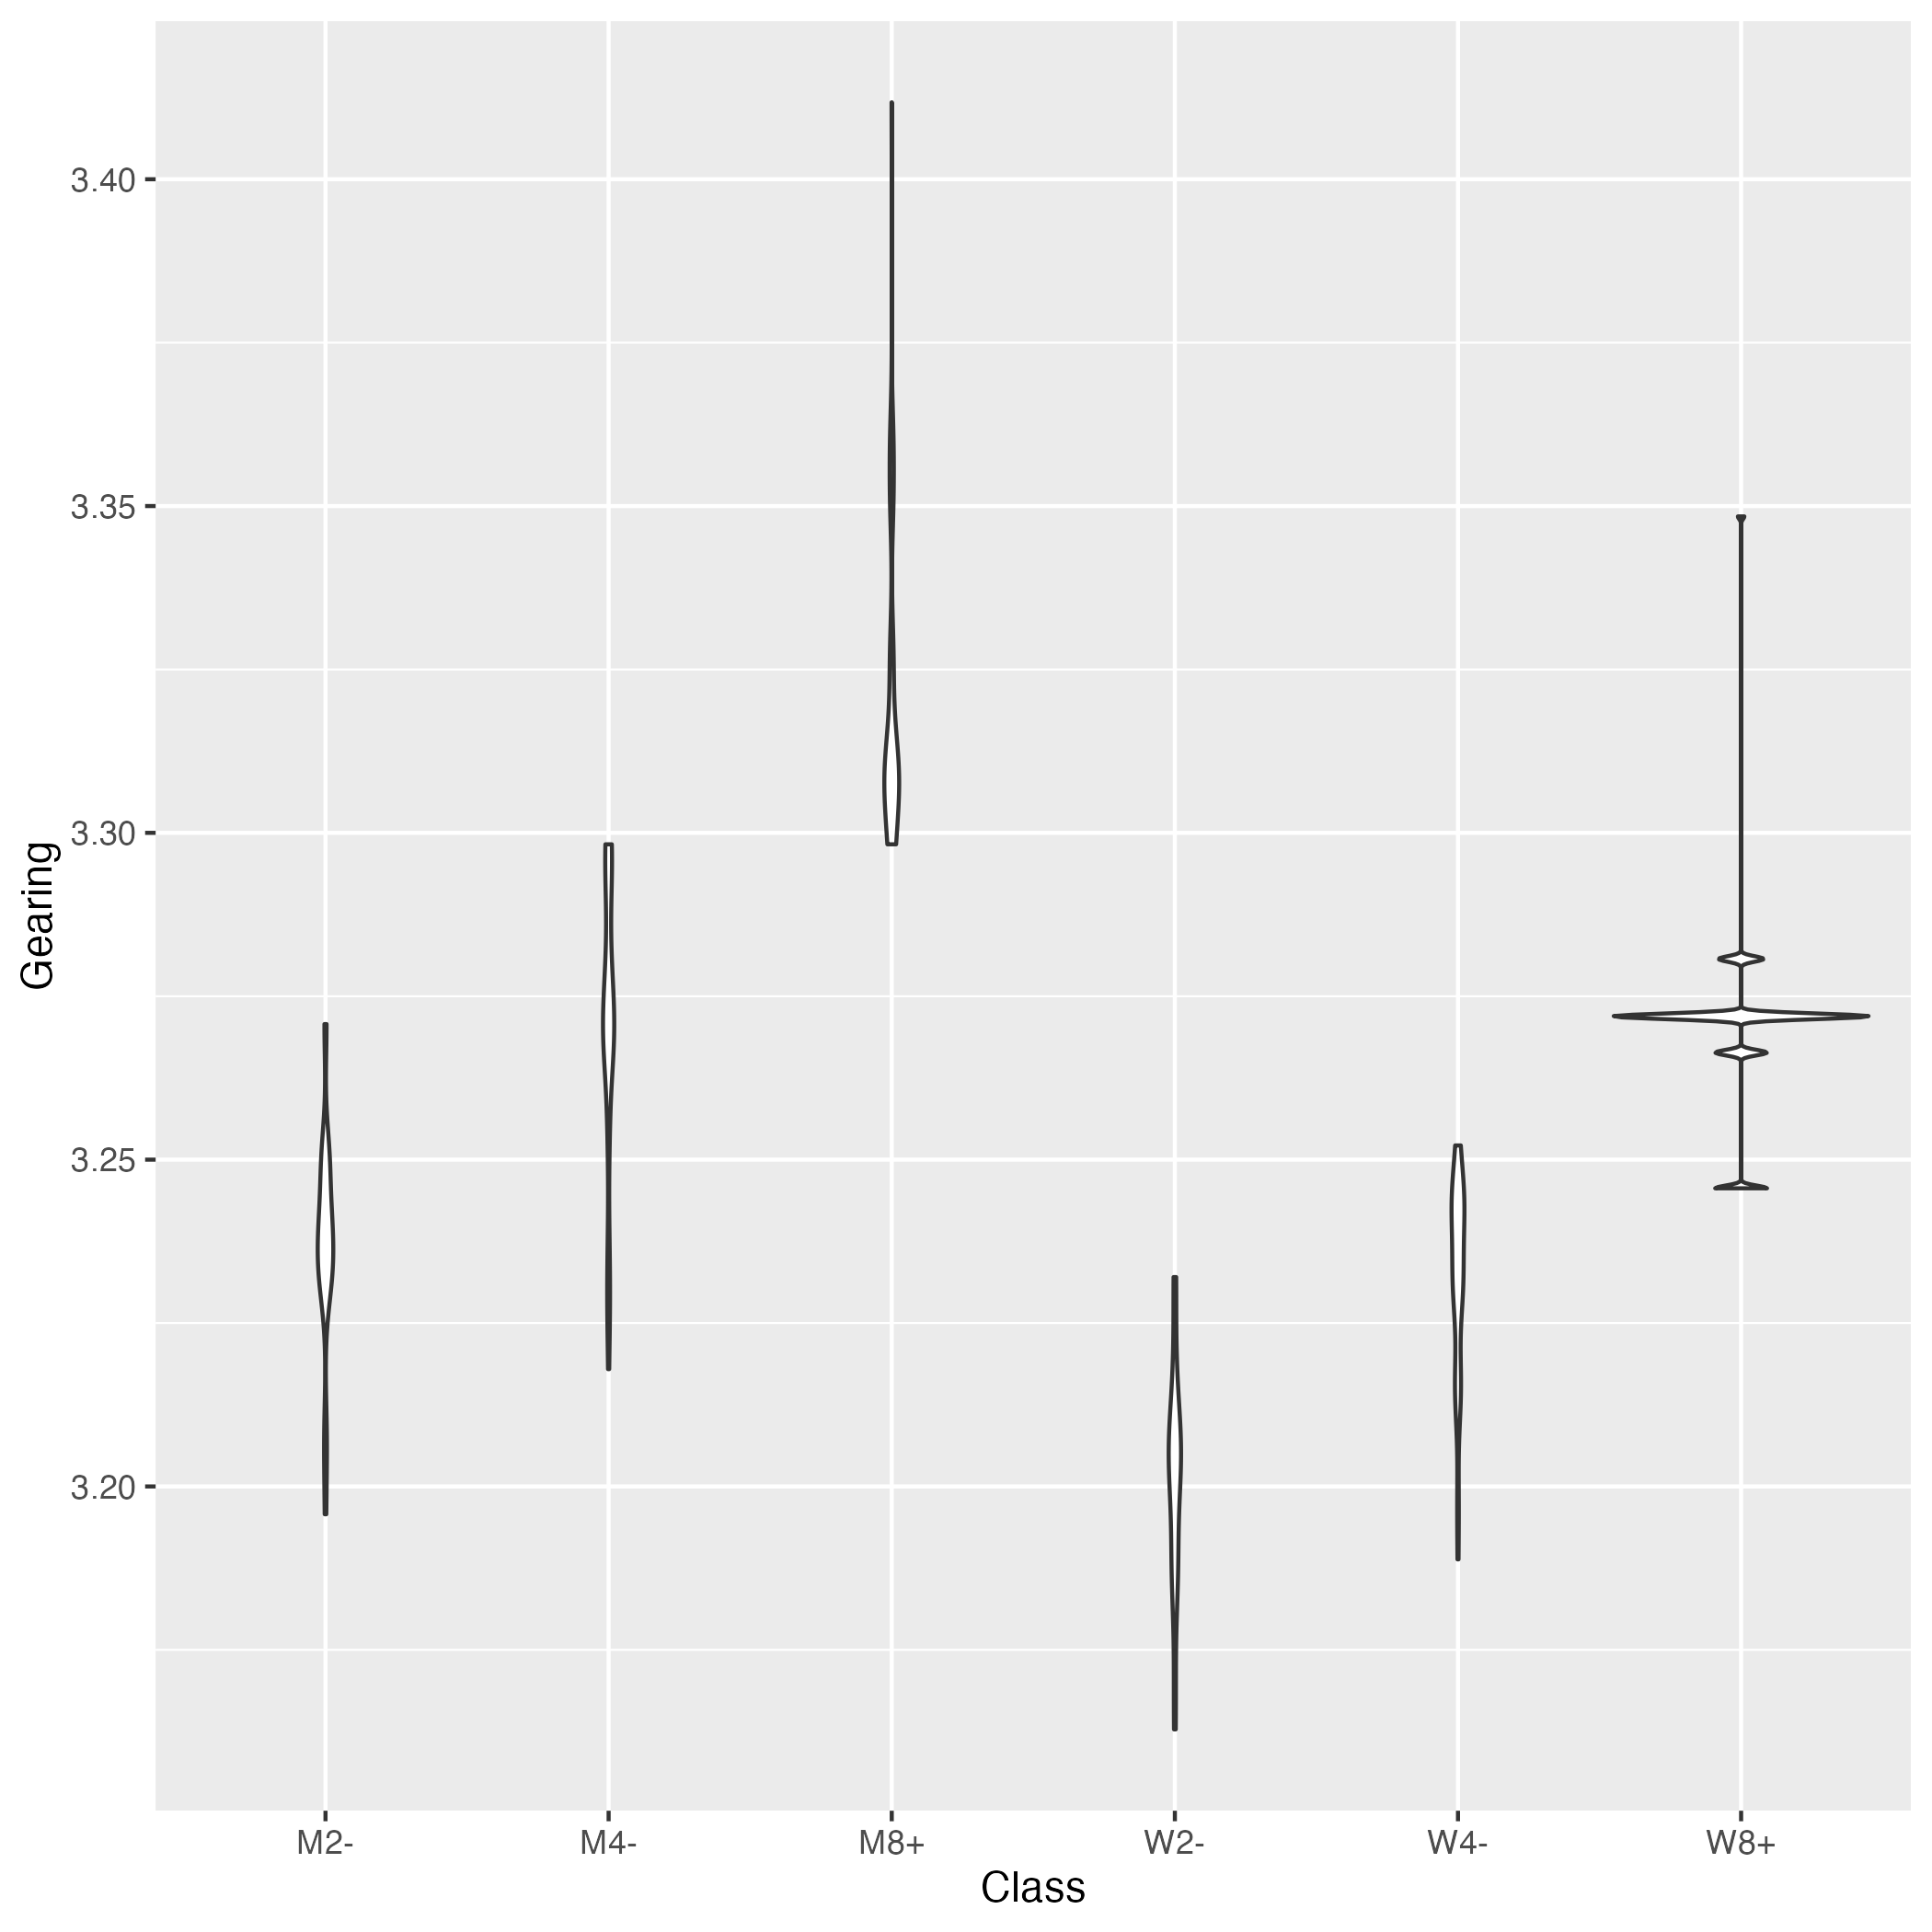 Gearing
3.40
3.35
3.30
3.25
3.20
M2-
M4-
M8+
W2-
W4-
W8+
Class